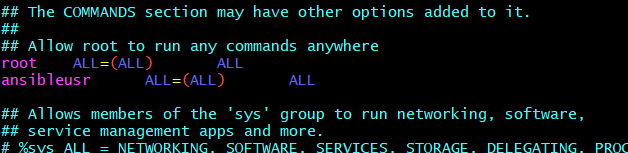 ## The COMMANDS section may have other options added to it.
##
## Allow root to run any commands anywhere
root    ALL=(ALL)       ALL
ansibleusr      ALL=(ALL)       ALL

## Allows members of the 'sys' group to run networking, software,
## service management apps and more.
# %sys ALL = NETWORKING, SOFTWARE, SERVICES, STORAGE, DELEGATING, PROC